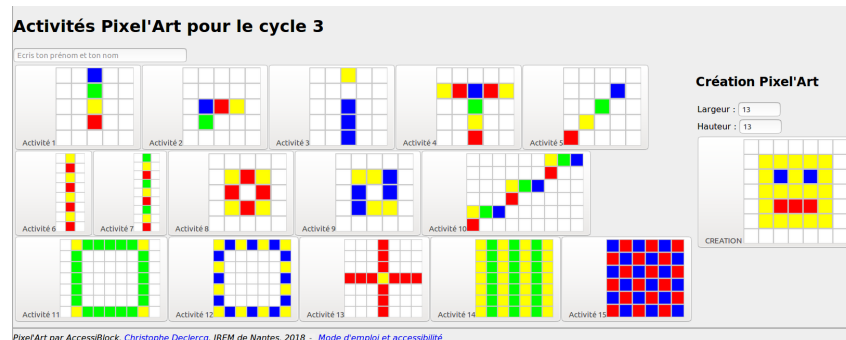 Activités Pixel'Art pour le cycle 3
Ecris ton prénom et ton nom
Activité 1
Activité 2
Activité 3
Activité 4
Activité 5
Création Pixel'Art
Largeur : 13
Hauteur : 13
Activité 6
Activité 7
Activité 8
Activité 9
Activité 10
CREATION
Activité 11
Activité 12
Activité 13
Activité 14
Activité 15
Pixel'Art par AccessiBlock, Christophe Declercq, IREM de Nantes, 2018 - Mode d'emploi et accessibilité